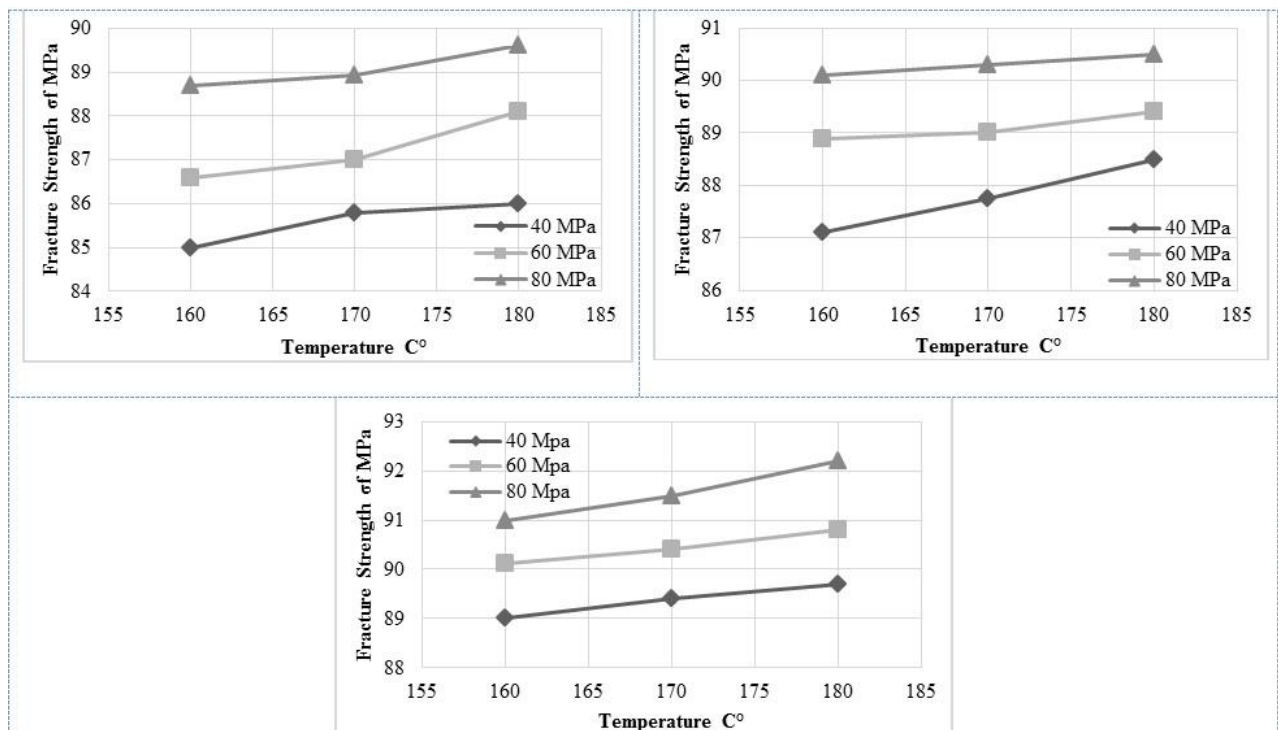 90
89
88
87
86
85
84
Fracture Strength σf MPa
155 160 165 170 175 180 185
Temperature C°
40 MPa
60 MPa
80 MPa
91
90
89
88
87
86
Fracture Strength σf MPa
155 160 165 170 175 180 185
Temperature C°
40 MPa
60 MPa
80 MPa
93
92
91
90
89
88
Fracture Strength σf MPa
155 160 165 170 175 180 185
Temperature C°
40 Mpa
60 Mpa
80 Mpa